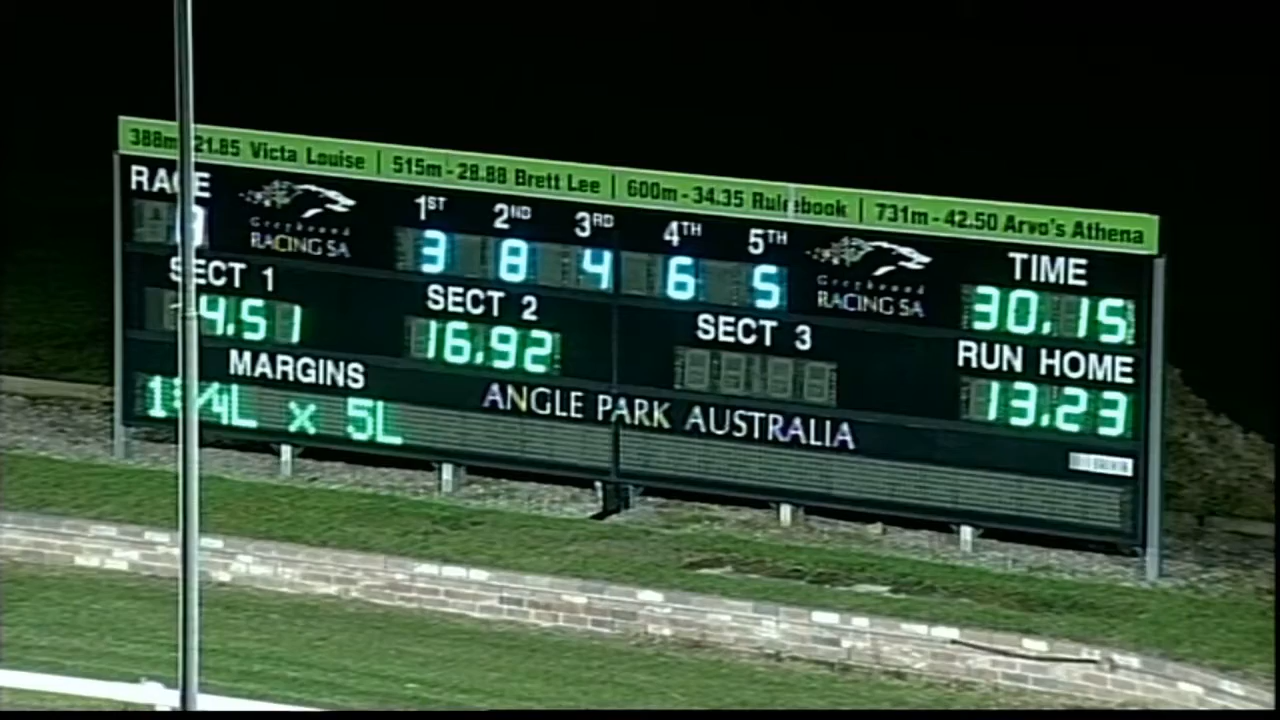 388m - 21.85 Victa Louise | 515m - 28.88 Brett Lee | 600m - 34.35 Rulebook | 731m - 42.50 Arvo's Athena
RACE
Greyhound
RACING SA
1ST 2ND 3RD 4TH 5TH
3 8 4 6 5
Greyhound
RACING SA
TIME
30.15
SECT 1
4.51
SECT 2
16.92
SECT 3
RUN HOME
13.23
MARGINS
L x 5L
ANGLE PARK AUSTRALIA